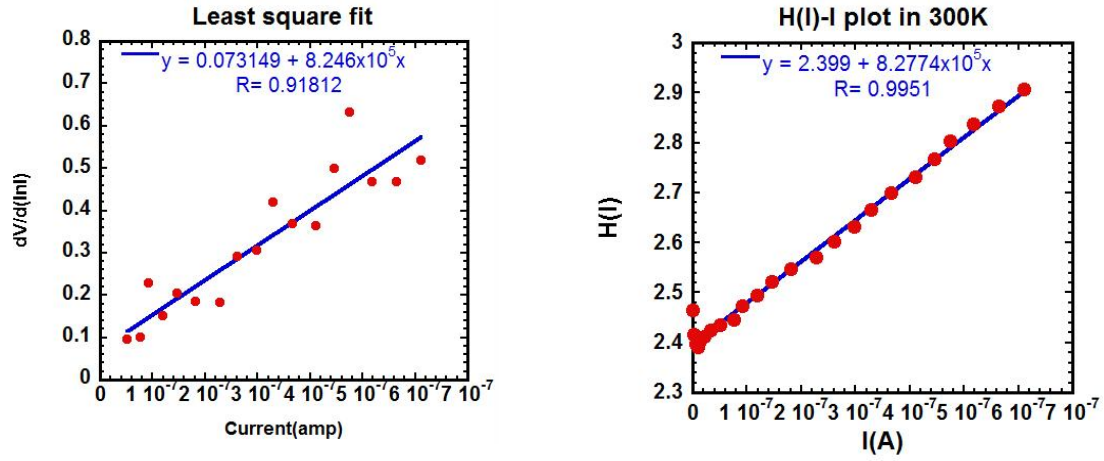 Least square fit
y = 0.073149 + 8.246x10^5x
R= 0.91812
dV/d(lnI)
0.8
0.7
0.6
0.5
0.4
0.3
0.2
0.1
0
0 1 10^-7 2 10^-7 3 10^-7 4 10^-7 5 10^-7 6 10^-7 7 10^-7
Current(amp)
H(I)-I plot in 300K
y = 2.399 + 8.2774x10^5x
R= 0.9951
H(I)
3
2.9
2.8
2.7
2.6
2.5
2.4
2.3
0 1 10^-7 2 10^-7 3 10^-7 4 10^-7 5 10^-7 6 10^-7 7 10^-7
I(A)